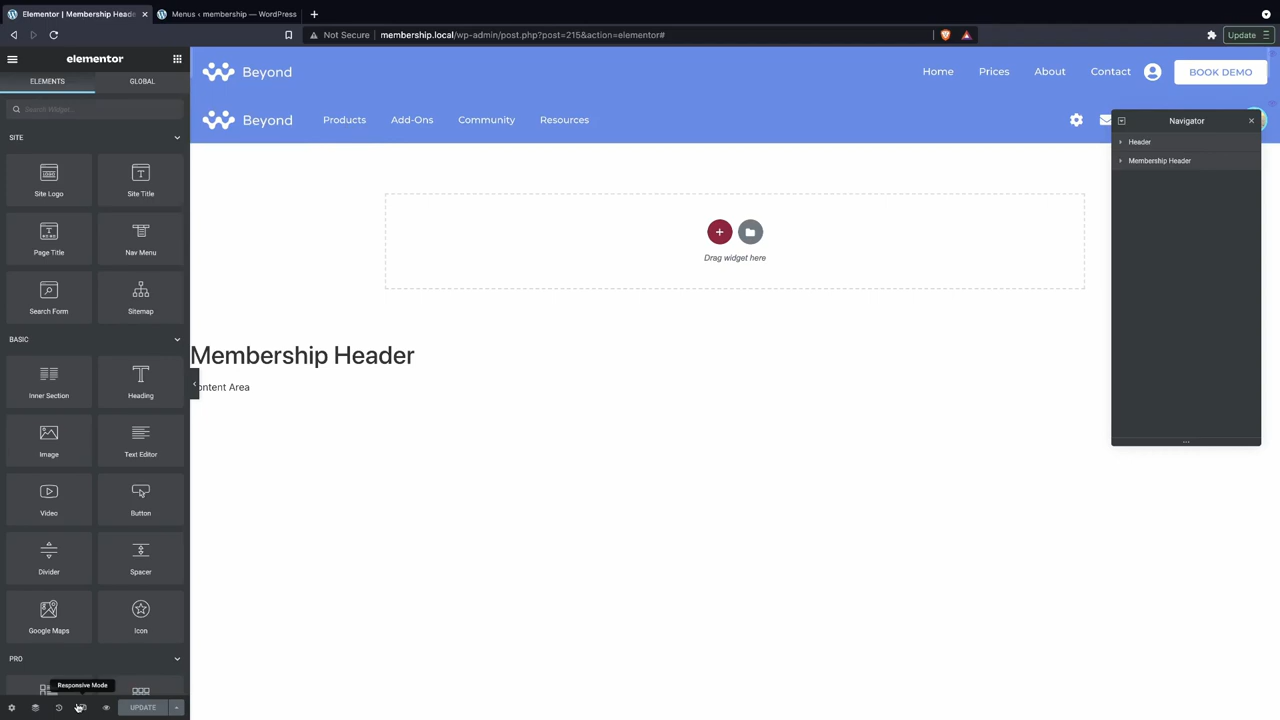 Elementor | Membership Heade
Menus ‹ membership — WordPress
Not Secure
membership.local/wp-admin/post.php?post=215&action=elementor#
Update
elementor
ELEMENTS
GLOBAL
Search Widget...
SITE
Site Logo
Site Title
Page Title
Nav Menu
Search Form
Sitemap
BASIC
Inner Section
Heading
Image
Text Editor
Video
Button
Divider
Spacer
Google Maps
Icon
PRO
Responsive Mode
UPDATE
Beyond
Home
Prices
About
Contact
BOOK DEMO
Beyond
Products
Add-Ons
Community
Resources
Drag widget here
Membership Header
ontent Area
Navigator
Header
Membership Header